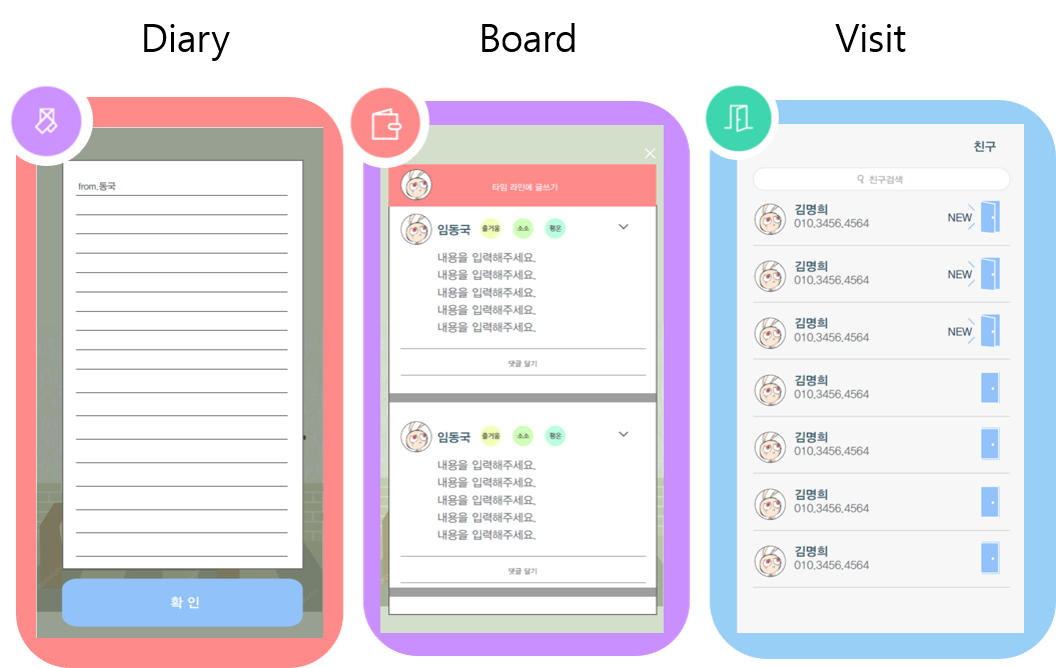 Diary
Board
Visit
from.동국
확 인
타임 라인에 글쓰기
임동국 즐거움 소소 평온
내용을 입력해주세요.
내용을 입력해주세요.
내용을 입력해주세요.
내용을 입력해주세요.
내용을 입력해주세요.
댓글 달기
임동국 즐거움 소소 평온
내용을 입력해주세요.
내용을 입력해주세요.
내용을 입력해주세요.
내용을 입력해주세요.
내용을 입력해주세요.
댓글 달기
친구
친구검색
김명희
010.3456.4564
NEW
김명희
010.3456.4564
NEW
김명희
010.3456.4564
NEW
김명희
010.3456.4564
김명희
010.3456.4564
김명희
010.3456.4564
김명희
010.3456.4564